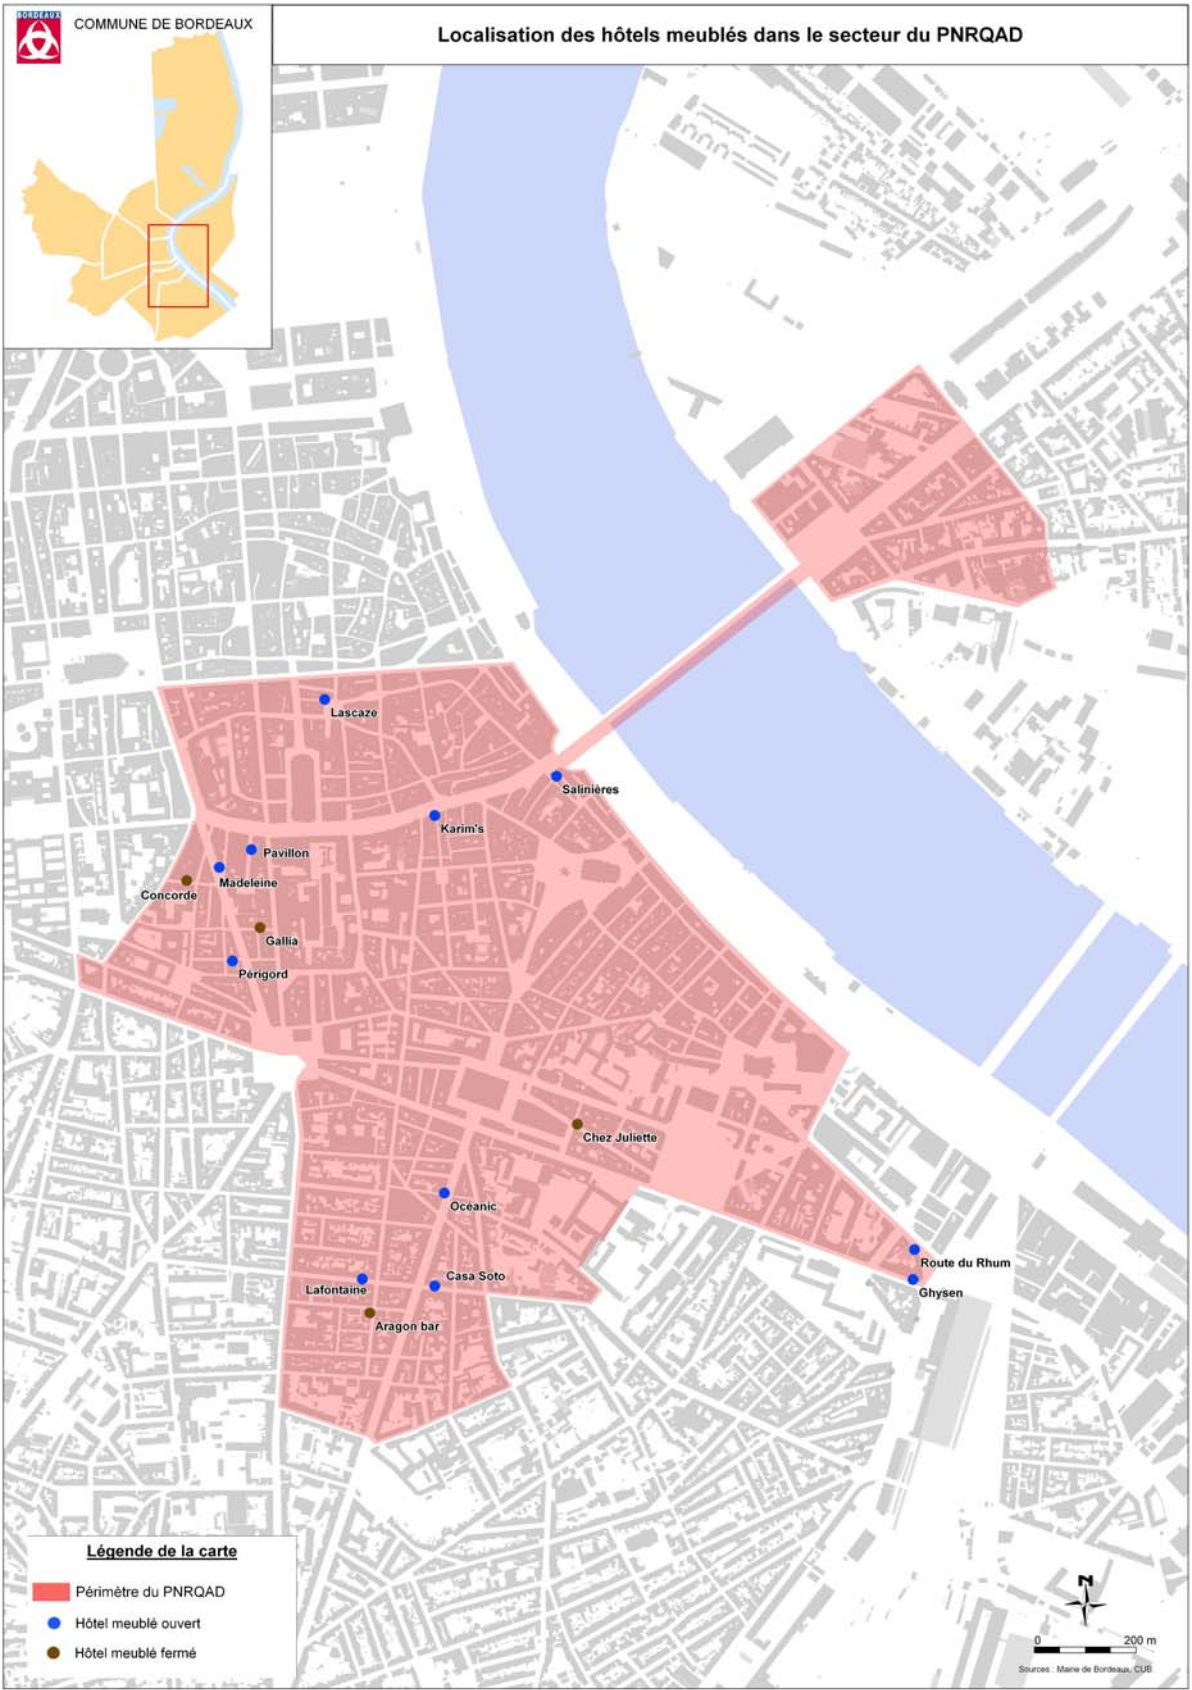 BORDEAUX
COMMUNE DE BORDEAUX
Localisation des hôtels meublés dans le secteur du PNRQAD
Lascaze
Salinières
Karim's
Pavillon
Madeleine
Concorde
Gallia
Périgord
Chez Juliette
Océanic
Route du Rhum
Casa Soto
Lafontaine
Ghysen
Aragon bar
Légende de la carte
Périmètre du PNRQAD
Hôtel meublé ouvert
Hôtel meublé fermé
N
0 200 m
Sources : Mairie de Bordeaux, CUB